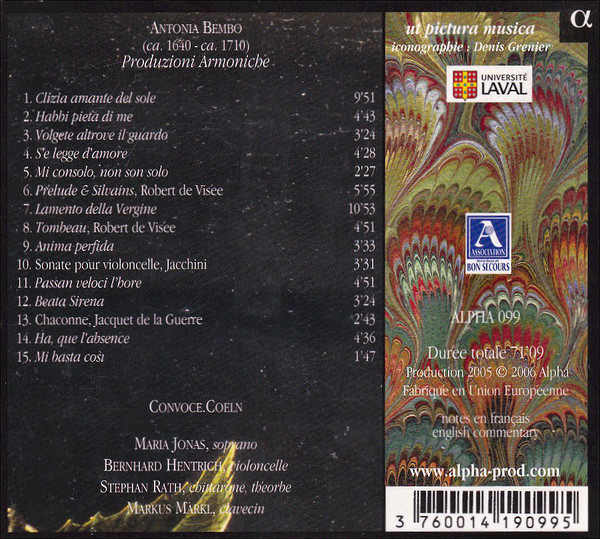 ANTONIA BEMBO
(ca. 1640 - ca. 1710)
Produzioni Armoniche
1. Clizia amante del sole 9'51
2. Habbi pietà di me 4'43
3. Volgete altrove il guardo 3'24
4. S'e legge d'amore 4'28
5. Mi consolo, non son solo 2'27
6. Prélude & Silvains, Robert de Visée 5'55
7. Lamento della Vergine 10'53
8. Tombeau, Robert de Visée 4'51
9. Anima perfida 3'33
10. Sonate pour violoncelle, Jacchini 3'31
11. Passan veloci l'hore 4'51
12. Beata Sirena 3'24
13. Chaconne, Jacquet de la Guerre 2'43
14. Ha, que l'absence 4'36
15. Mi basta così 1'47
CONVOCE.COELN
MARIA JONAS, soprano
BERNHARD HENTRICH, violoncelle
STEPHAN RATH, chittarone, théorbe
MARKUS MÄRKL, clavecin
ut pictura musica
iconographie : Denis Grenier
α
UNIVERSITÉ
LAVAL
A
ASSOCIATION
BON SECOURS
ALPHA 099
Durée totale 71'09
Production 2005 © 2006 Alpha
Fabriqué en Union Européenne
notes en français
english commentary
www.alpha-prod.com
3 760014 190995